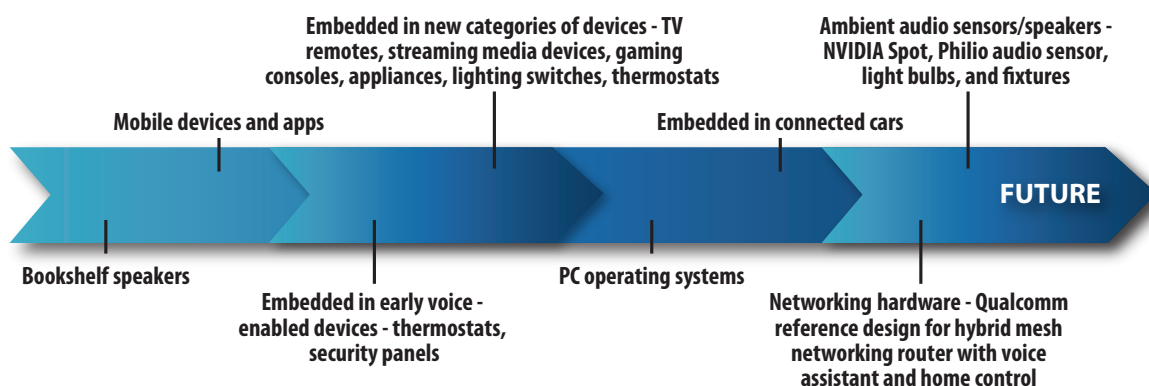 Embedded in new categories of devices - TV
remotes, streaming media devices, gaming
consoles, appliances, lighting switches, thermostats
Ambient audio sensors/speakers -
NVIDIA Spot, Philio audio sensor,
light bulbs, and fixtures
Mobile devices and apps
Embedded in connected cars
FUTURE
Bookshelf speakers
Embedded in early voice -
enabled devices - thermostats,
security panels
PC operating systems
Networking hardware - Qualcomm
reference design for hybrid mesh
networking router with voice
assistant and home control